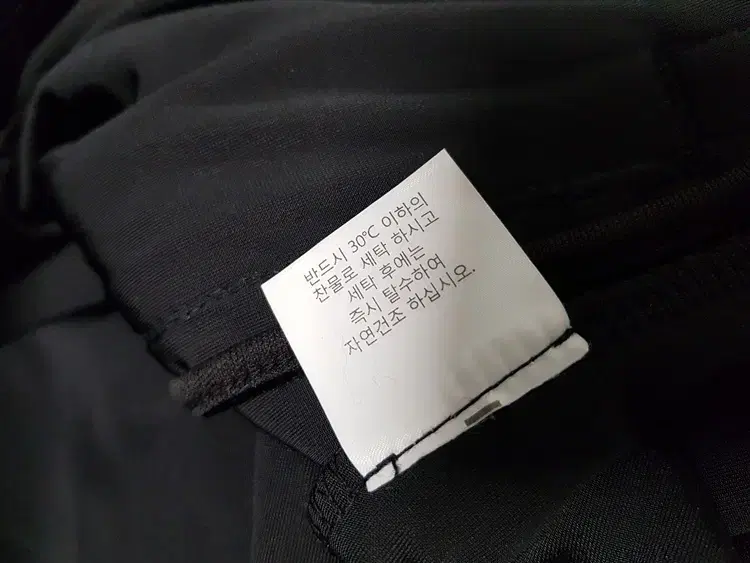 반드시 30℃ 이하의
찬물로 세탁 하시고
세탁 후에는
즉시 탈수하여
자연건조 하십시오.